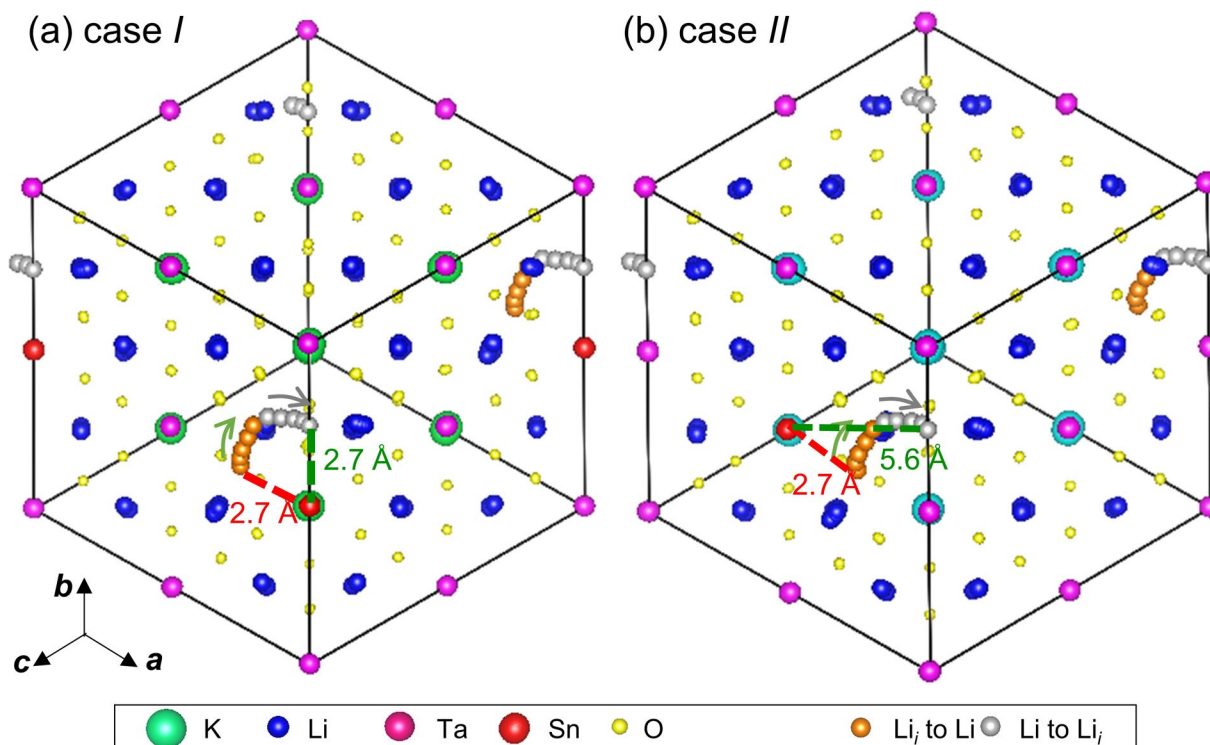 (a) case I
(b) case II
2.7 Å
2.7 Å
5.6 Å
2.7 Å
b
c
a
K Li Ta Sn O Liᵢ to Li Li to Liᵢ